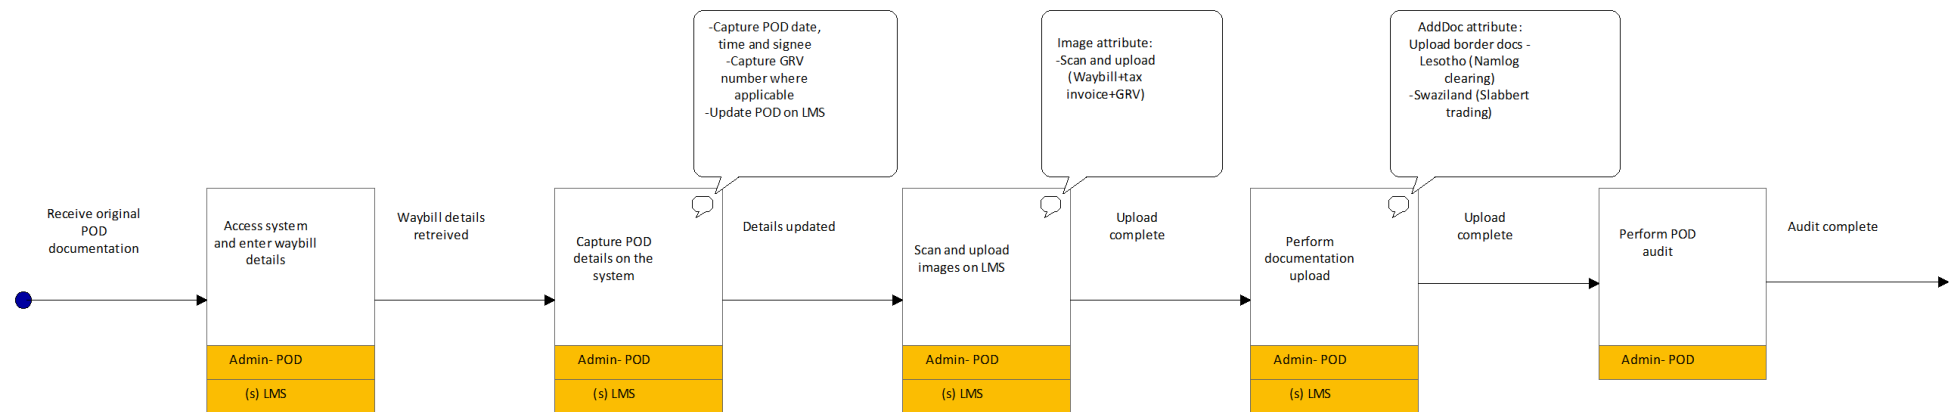 -Capture POD date,
time and signee
-Capture GRV
number where
applicable
-Update POD on LMS
Image attribute:
-Scan and upload
(Waybill+tax
invoice+GRV)
AddDoc attribute:
Upload border docs -
Lesotho (Namlog
clearing)
-Swaziland (Slabbert
trading)
Receive original
POD
documentation
Access system
and enter waybill
details
Admin- POD
(s) LMS
Waybill details
retreived
Capture POD
details on the
system
Admin- POD
(s) LMS
Details updated
Scan and upload
images on LMS
Admin- POD
(s) LMS
Upload
complete
Perform
documentation
upload
Admin- POD
(s) LMS
Upload
complete
Perform POD
audit
Admin- POD
Audit complete